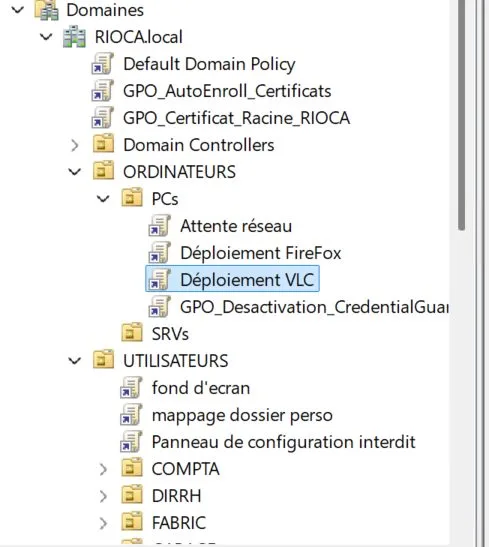 Domaines
RIOCA.local
Default Domain Policy
GPO_AutoEnroll_Certificats
GPO_Certificat_Racine_RIOCA
Domain Controllers
ORDINATEURS
PCs
Attente réseau
Déploiement FireFox
Déploiement VLC
GPO_Desactivation_CredentialGuar
SRVs
UTILISATEURS
fond d'ecran
mappage dossier perso
Panneau de configuration interdit
COMPTA
DIRRH
FABRIC